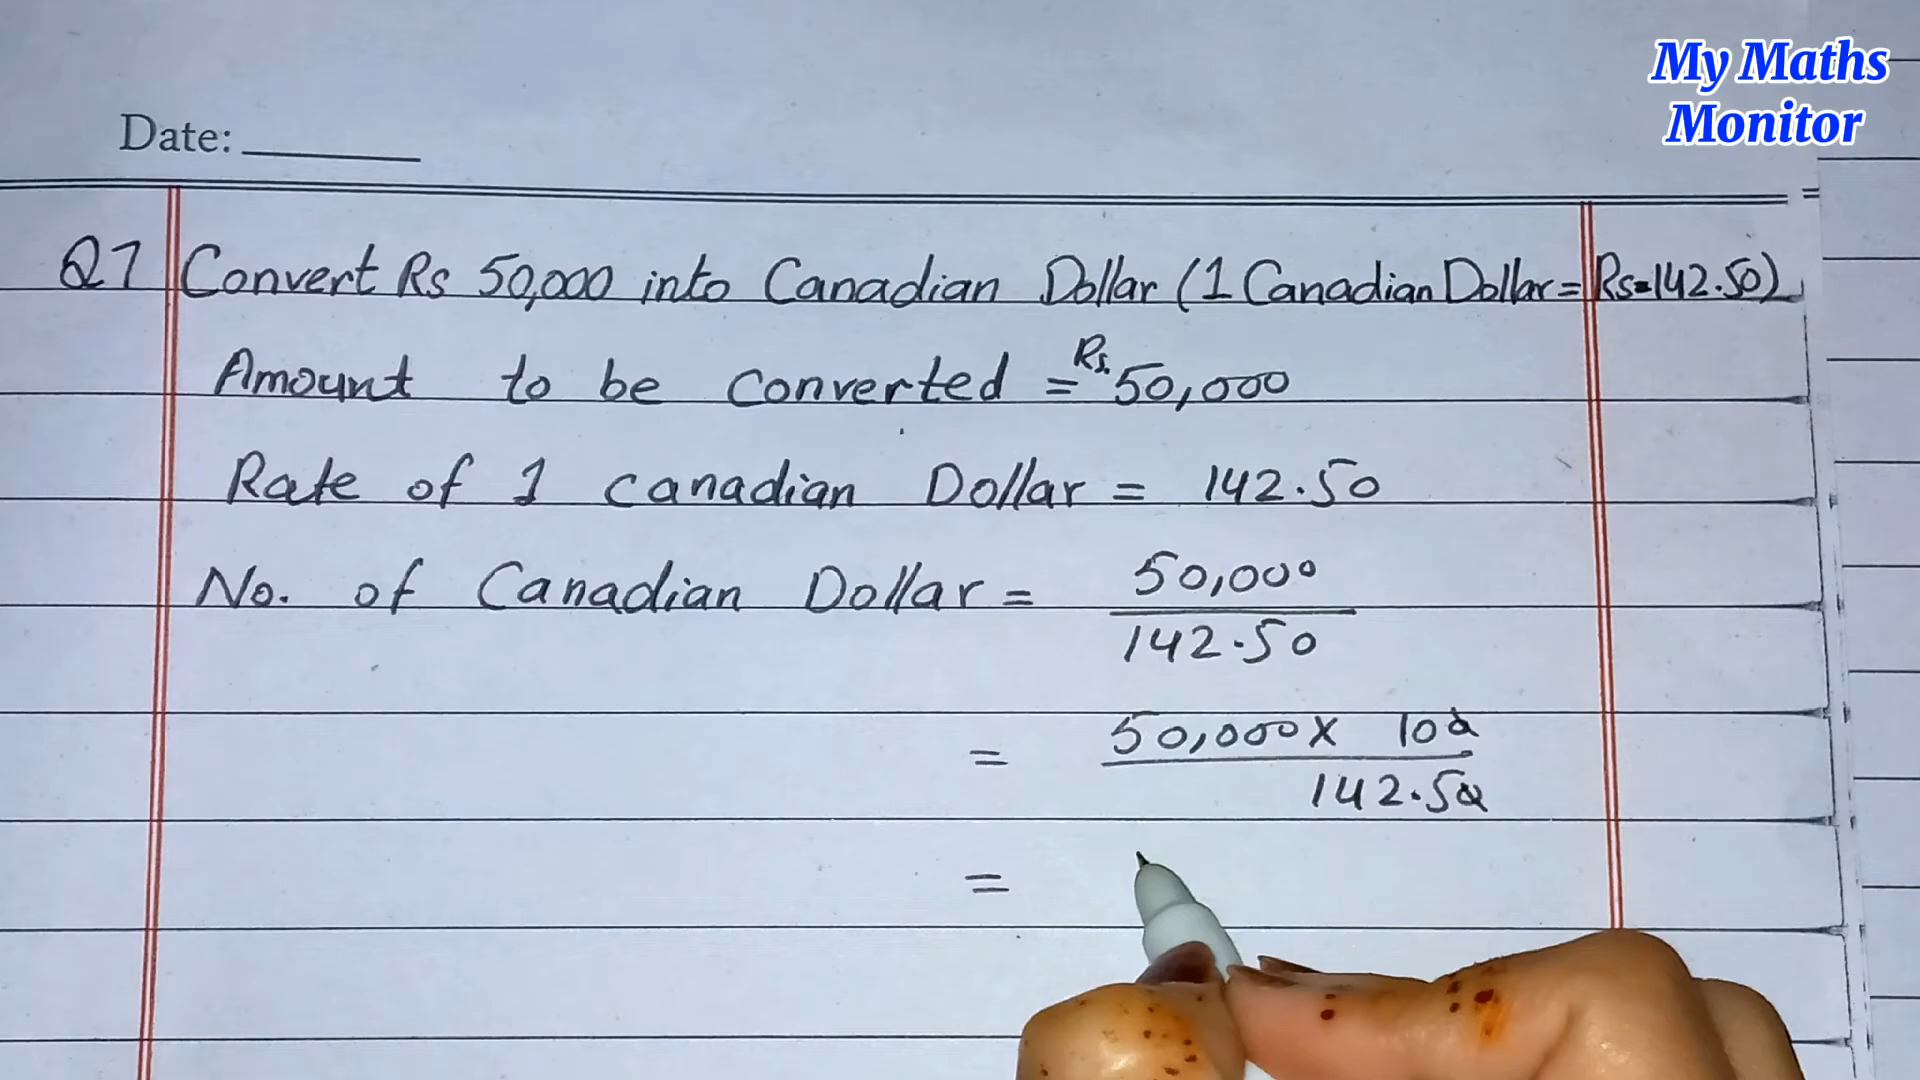 My Maths
Monitor
Date:
Q7 Convert Rs 50,000 into Canadian Dollar (1 Canadian Dollar = Rs 142.50)
Amount to be converted = Rs. 50,000
Rate of 1 canadian Dollar = 142.50
No. of Canadian Dollar = 50,000
142.50
= 50,000 x 100
142.50
=